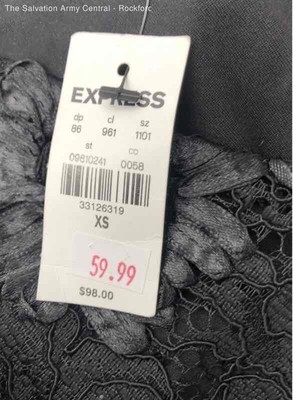 The Salvation Army Central - Rockford
EXPRESS
dp cl sz
86 961 1101
st co
09610241 0058
33126319
XS
59.99
$98.00